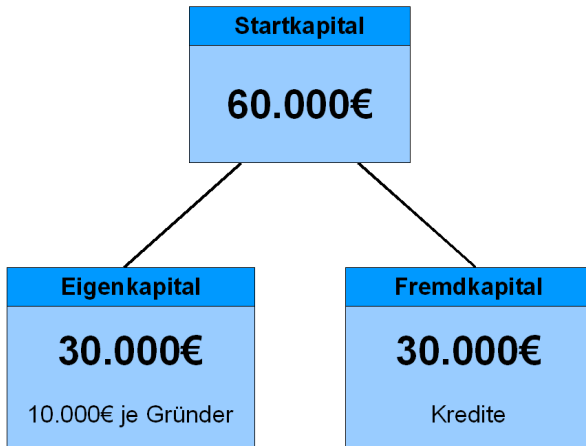 Startkapital
60.000€
Eigenkapital
30.000€
10.000€ je Gründer
Fremdkapital
30.000€
Kredite